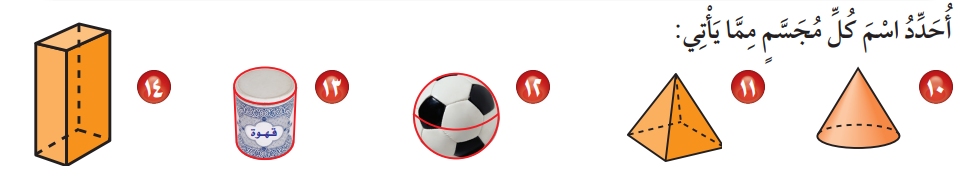 أُحَدِّدُ اسْمَ كُلِّ مُجَسَّمٍ مِمَّا يَأْتِي:
١٠ ١١ ١٢ ١٣ ١٤
قهوة